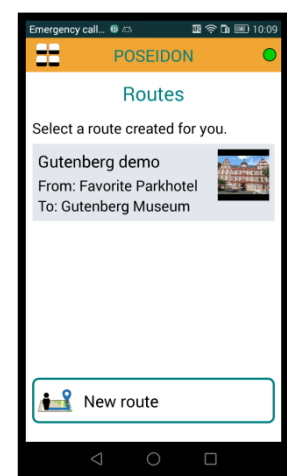 Emergency call... 10:09
POSEIDON
Routes
Select a route created for you.
Gutenberg demo
From: Favorite Parkhotel
To: Gutenberg Museum
New route